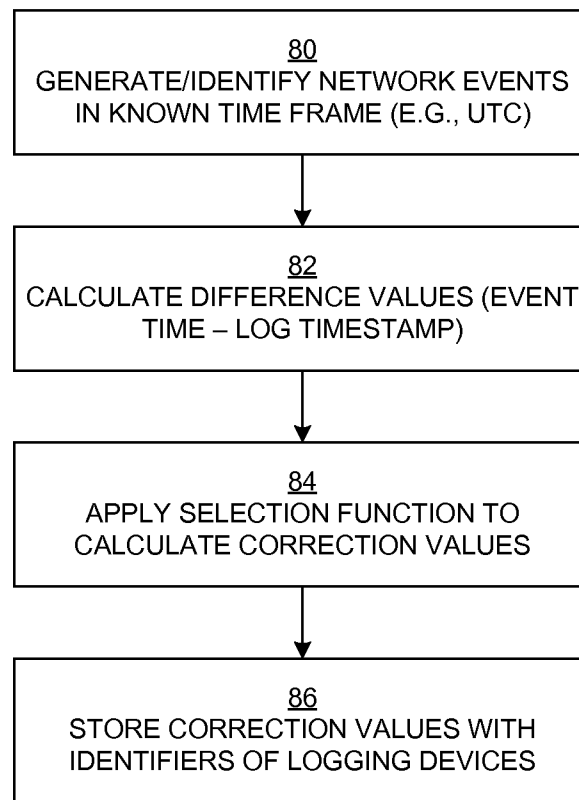 80
GENERATE/IDENTIFY NETWORK EVENTS
IN KNOWN TIME FRAME (E.G., UTC)
82
CALCULATE DIFFERENCE VALUES (EVENT
TIME – LOG TIMESTAMP)
84
APPLY SELECTION FUNCTION TO
CALCULATE CORRECTION VALUES
86
STORE CORRECTION VALUES WITH
IDENTIFIERS OF LOGGING DEVICES